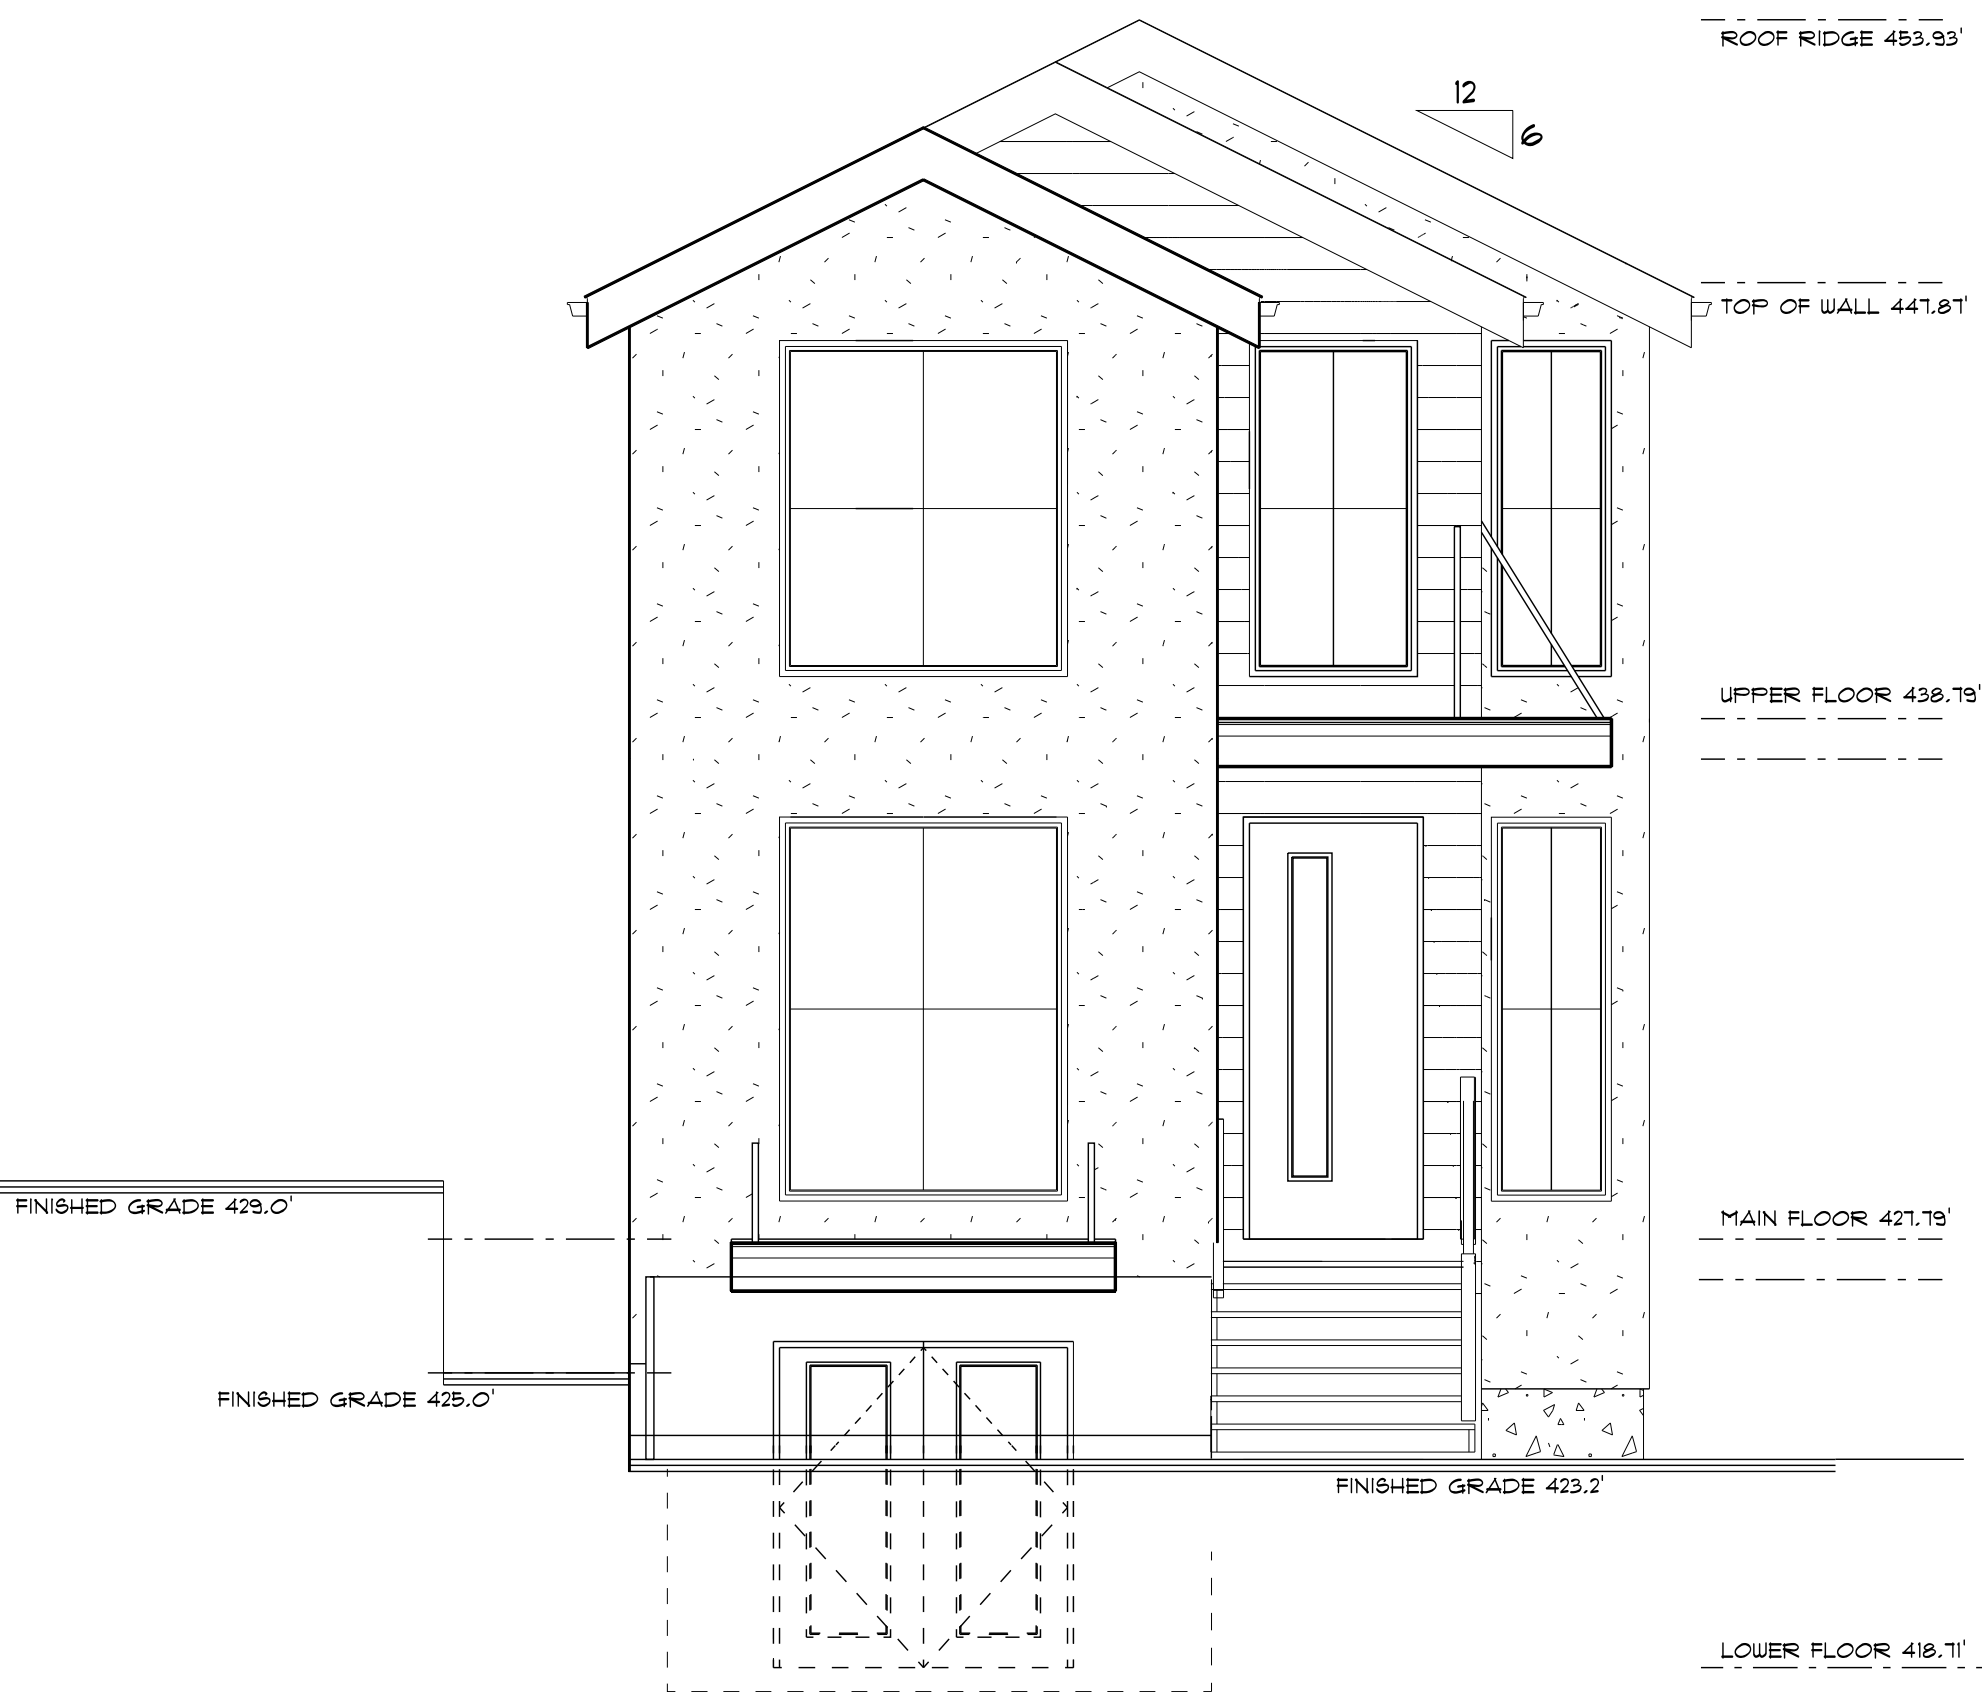 ROOF RIDGE 453.93'
12
6
TOP OF WALL 447.87'
UPPER FLOOR 438.79'
FINISHED GRADE 429.0'
MAIN FLOOR 427.79'
FINISHED GRADE 425.0'
FINISHED GRADE 423.2'
LOWER FLOOR 418.71'